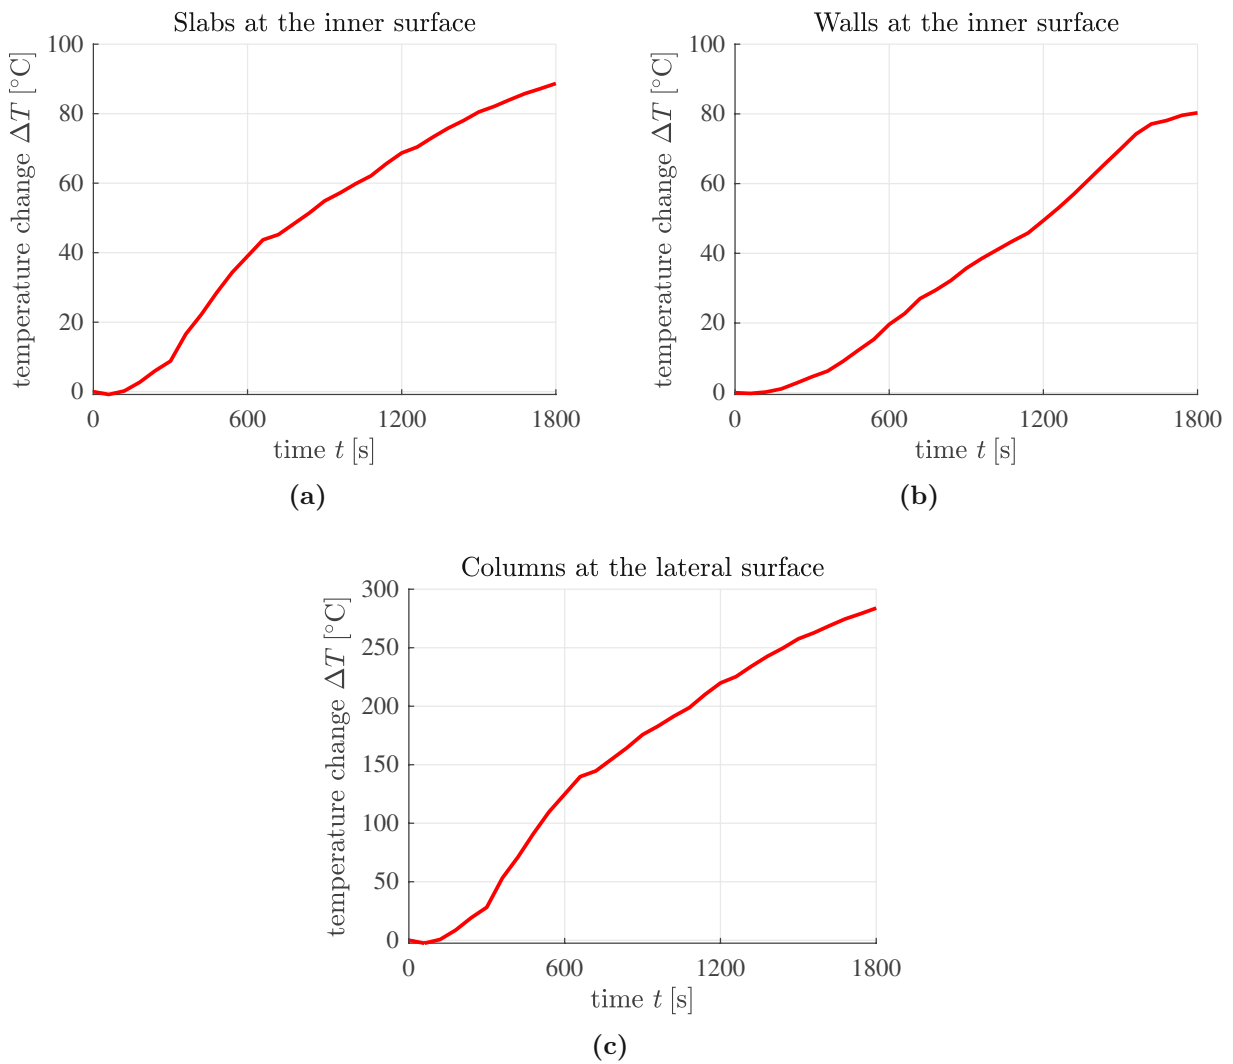 Slabs at the inner surface
temperature change ΔT [°C]
100
80
60
40
20
0
0 600 1200 1800
time t [s]
(a)
Walls at the inner surface
temperature change ΔT [°C]
100
80
60
40
20
0
0 600 1200 1800
time t [s]
(b)
Columns at the lateral surface
temperature change ΔT [°C]
300
250
200
150
100
50
0
0 600 1200 1800
time t [s]
(c)